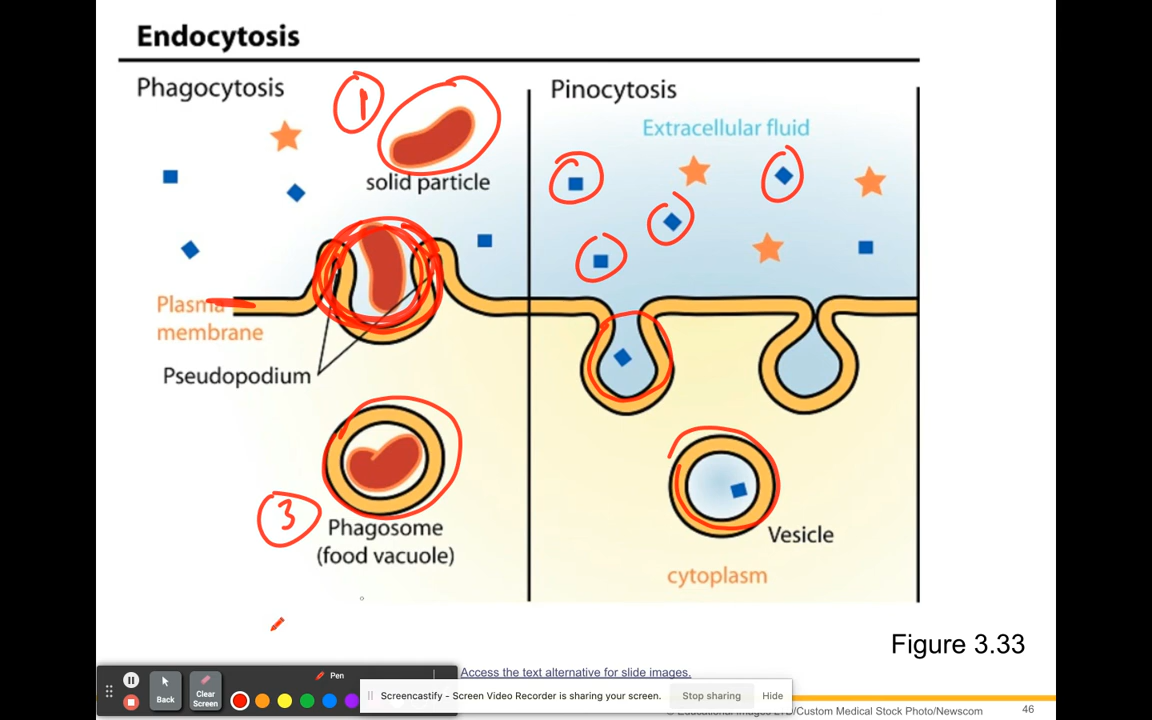 Endocytosis
Phagocytosis
1
solid particle
Plasma
membrane
Pseudopodium
3
Phagosome
(food vacuole)
Pinocytosis
Extracellular fluid
Vesicle
cytoplasm
Figure 3.33
Access the text alternative for slide images.
Pen
Back
Clear
Screen
Screencastify - Screen Video Recorder is sharing your screen.
Stop sharing
Hide
/Custom Medical Stock Photo/Newscom
46